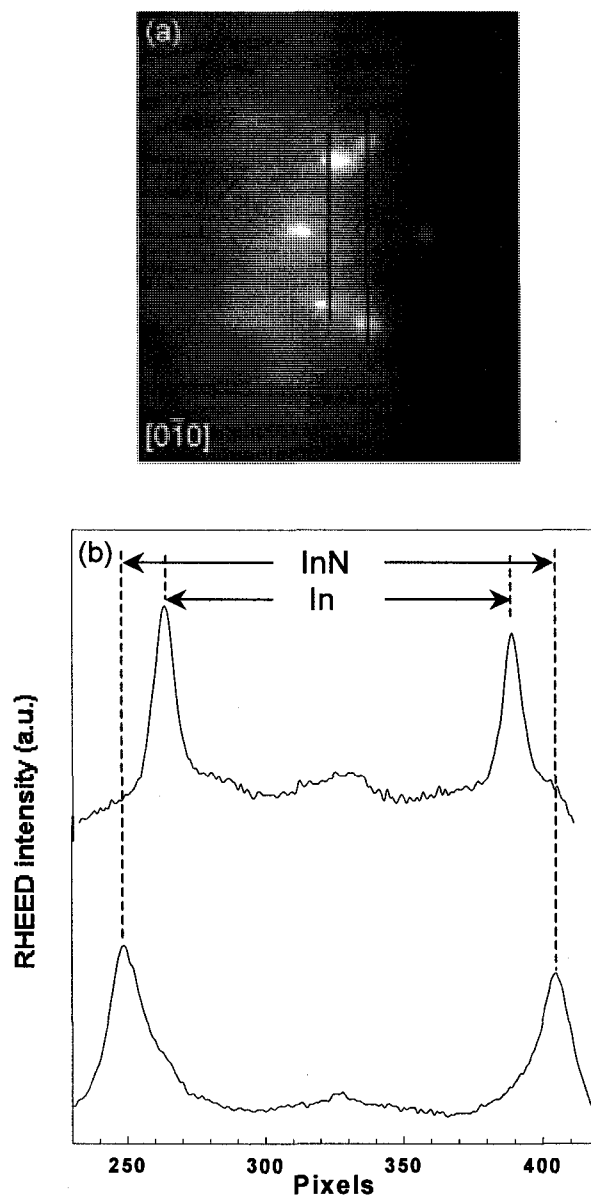 (a)
[01̅0]
(b)
InN
In
RHEED intensity (a.u.)
250 300 350 400
Pixels